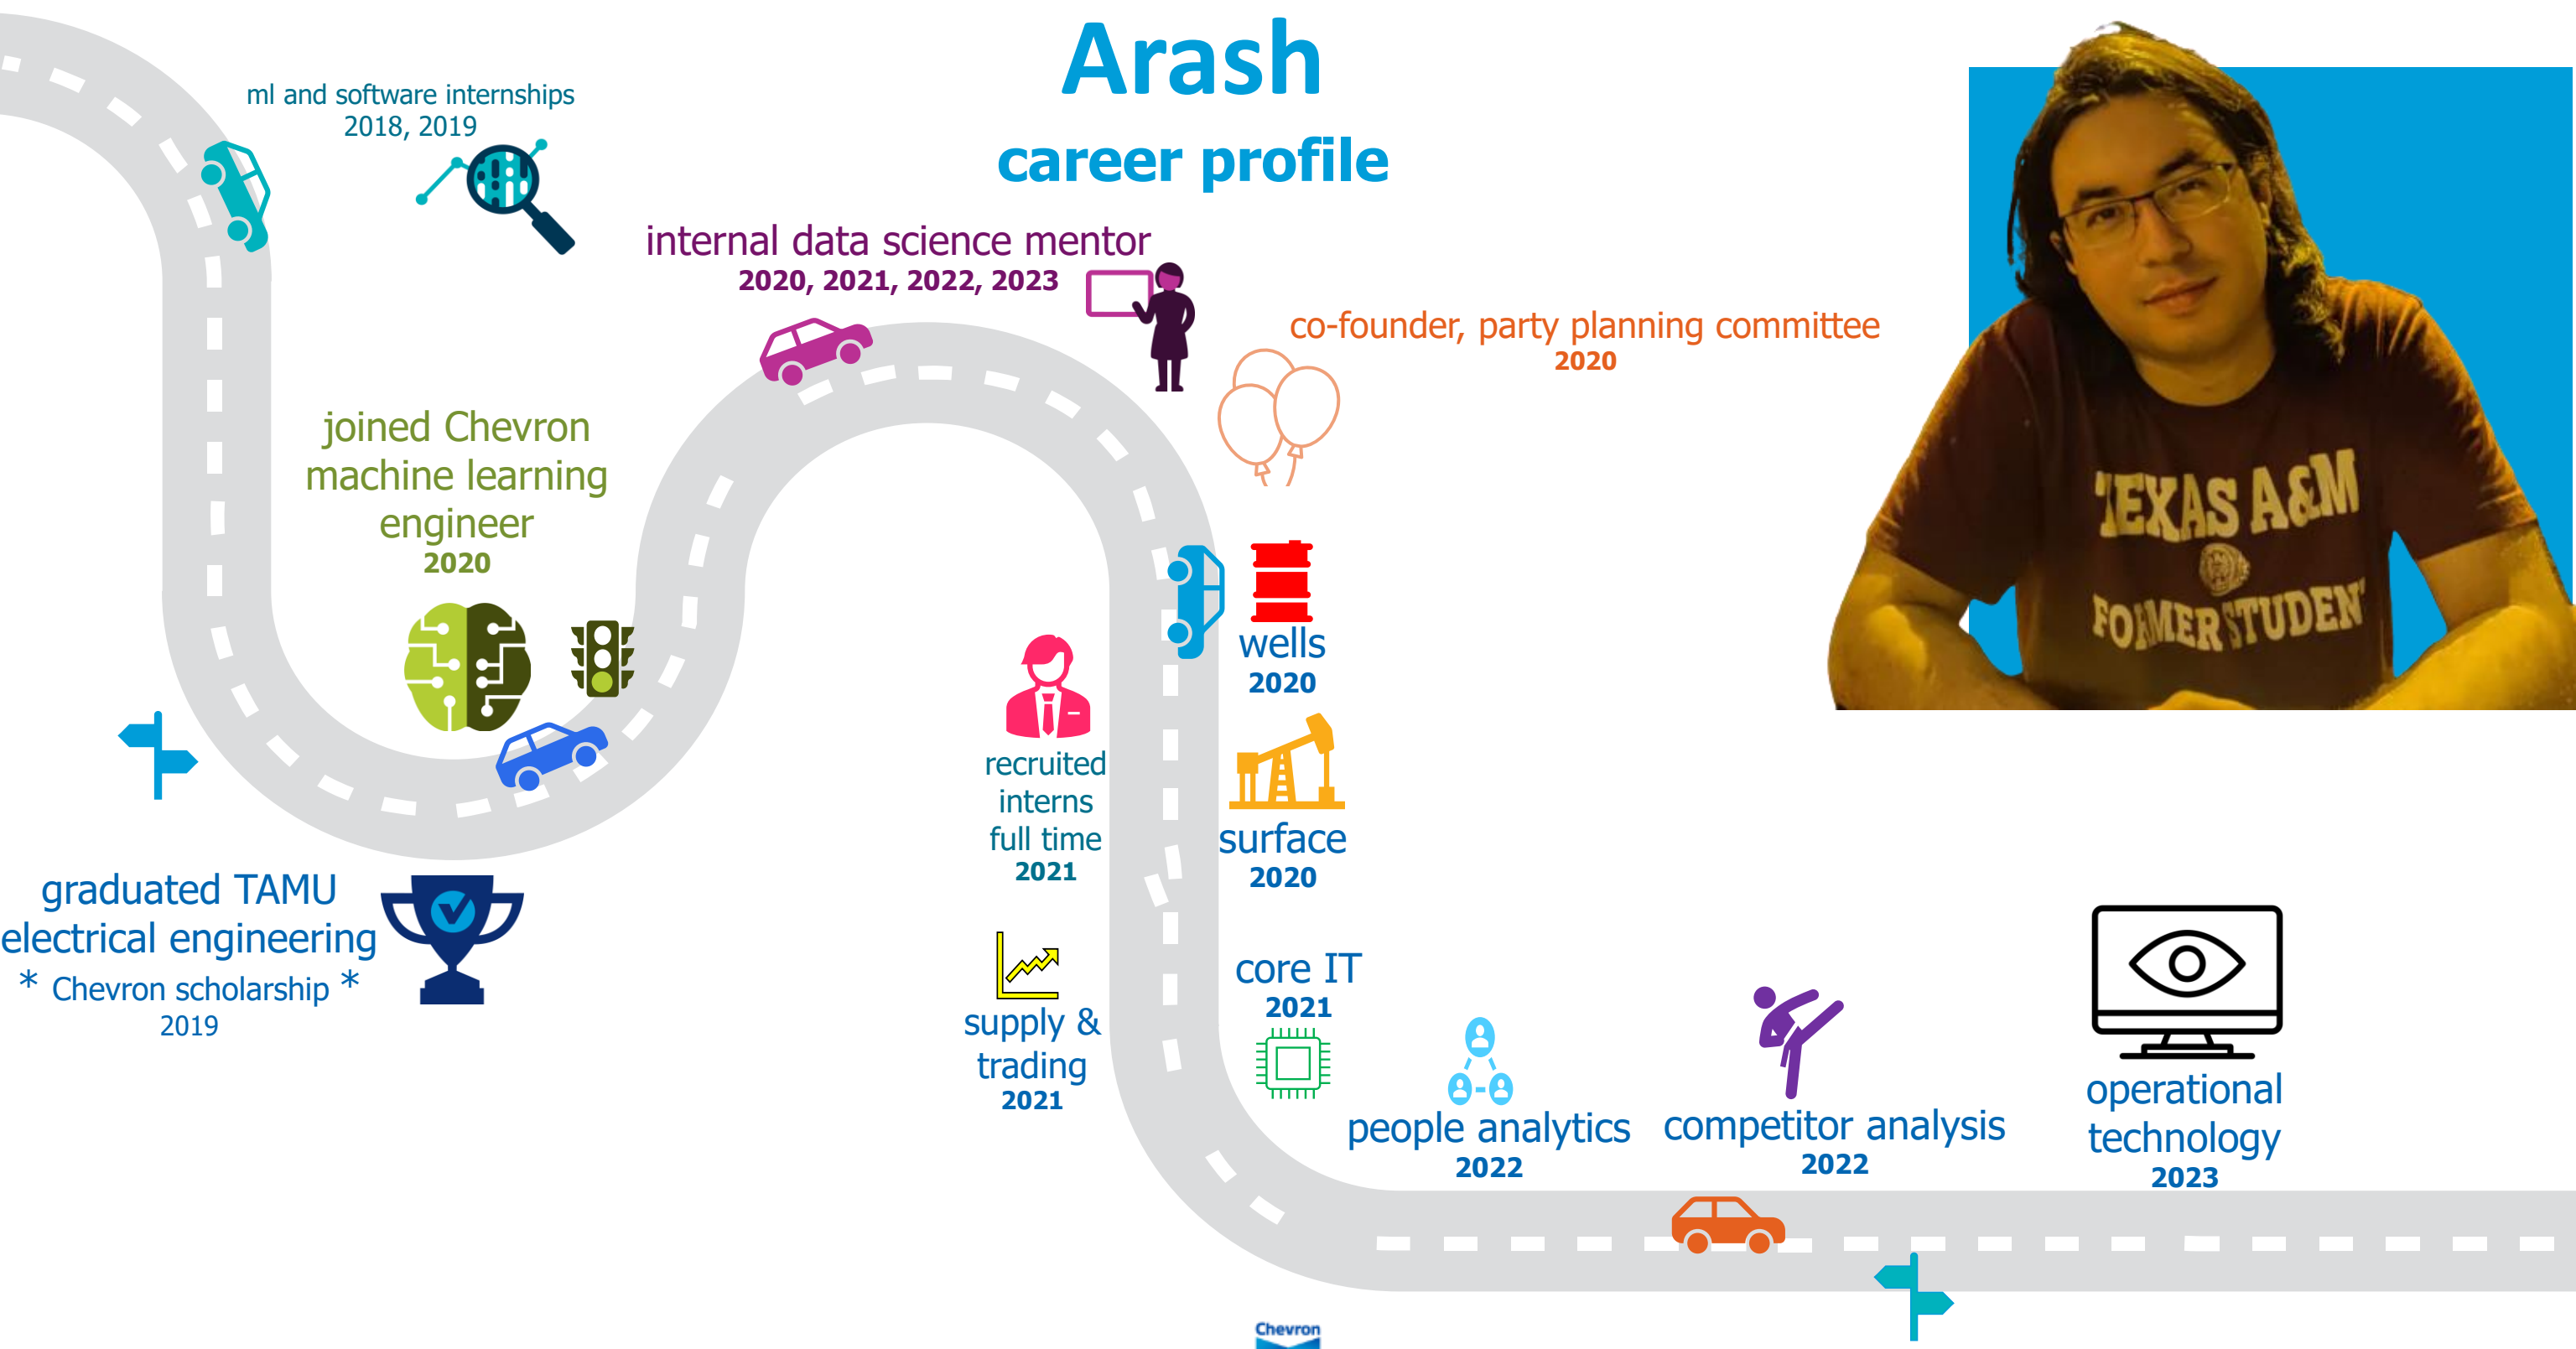 Arash
career profile
ml and software internships
2018, 2019
internal data science mentor
2020, 2021, 2022, 2023
co-founder, party planning committee
2020
joined Chevron
machine learning
engineer
2020
graduated TAMU
electrical engineering
* Chevron scholarship *
2019
wells
2020
surface
2020
recruited
interns
full time
2021
supply &
trading
2021
core IT
2021
people analytics
2022
competitor analysis
2022
operational
technology
2023
TEXAS A&M
FORMER STUDENT
Chevron